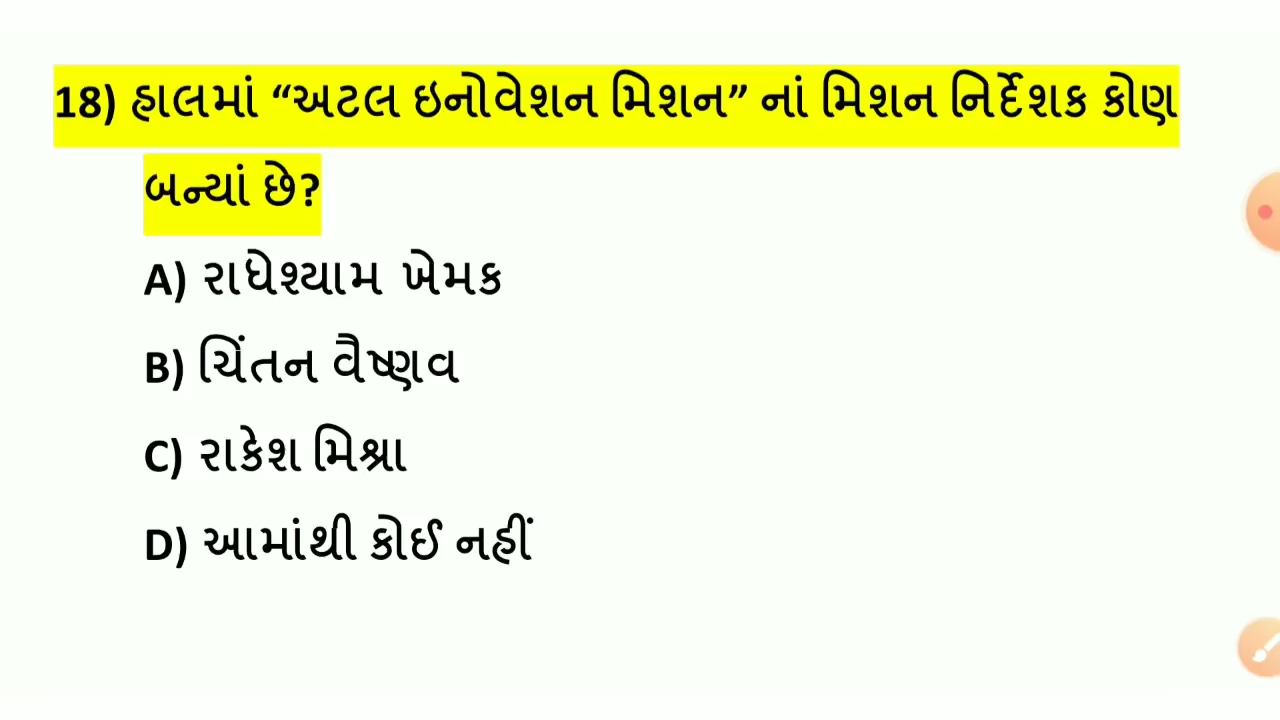 18) હાલમાં “અટલ ઇનોવેશન મિશન” નાં મિશન નિર્દેશક કોણ
બન્યાં છે?
A) રાધેશ્યામ ખેમક
B) ચિંતન વૈષ્ણવ
C) રાકેશ મિશ્રા
D) આમાંથી કોઈ નહીં